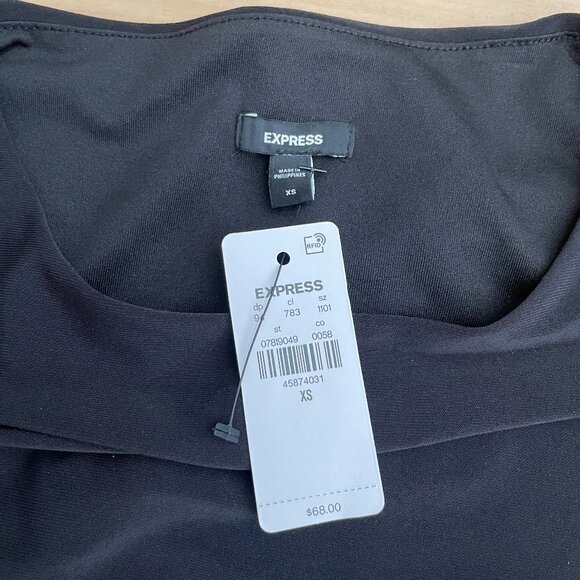 EXPRESS
MADE IN
PHILIPPINES
XS
RFID
EXPRESS
dp cl sz
783 1101
st co
07819049 0058
45874031
XS
$68.00